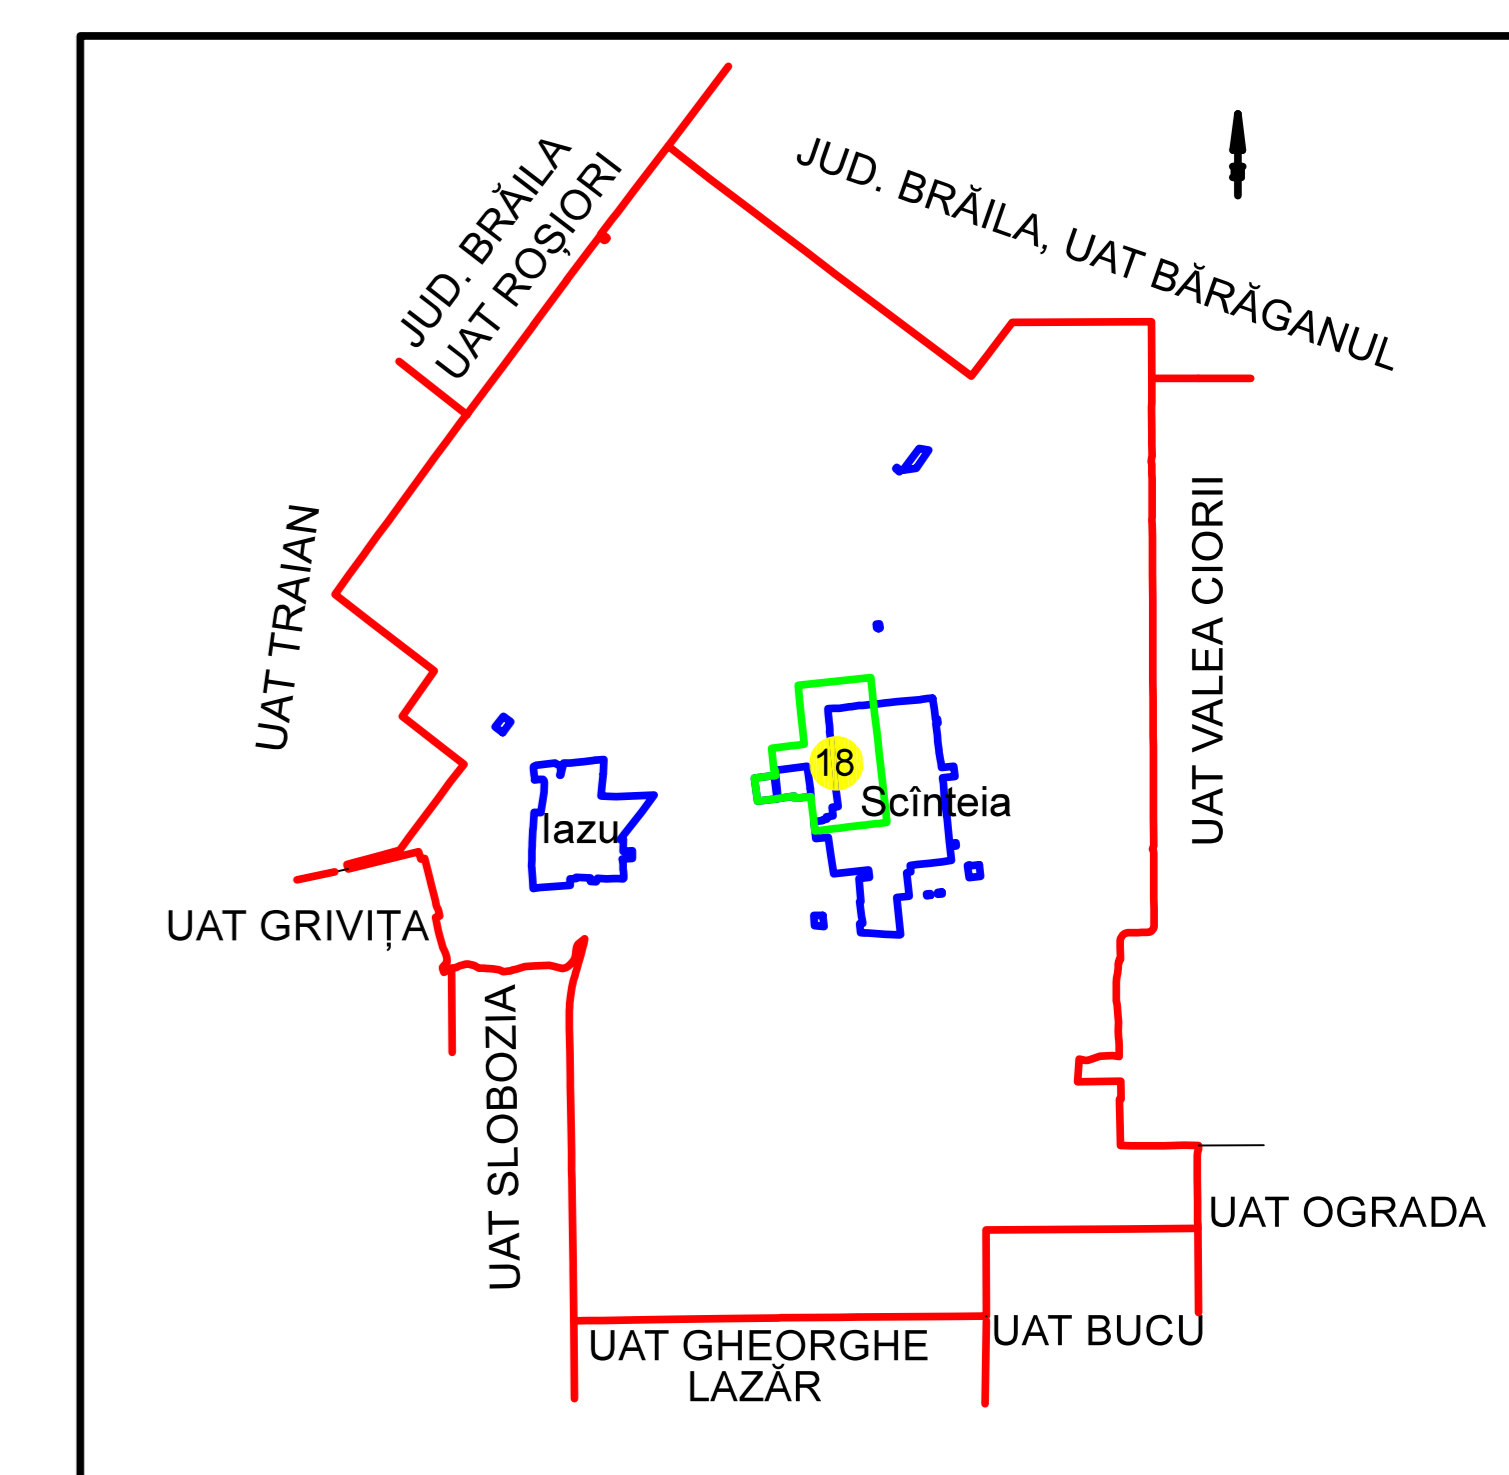 JUD. BRĂILA
UAT ROȘIORI
JUD. BRĂILA, UAT BĂRĂGANUL
UAT TRAIAN
UAT VALEA CIORII
18
Scînteia
Iazu
UAT GRIVIȚA
UAT SLOBOZIA
UAT OGRADA
UAT BUCU
UAT GHEORGHE
LAZĂR